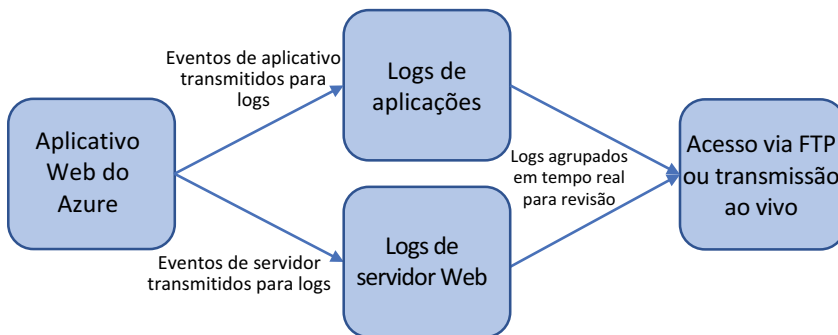 Eventos de aplicativo
transmitidos para
logs
Logs de
aplicações
Aplicativo
Web do
Azure
Logs agrupados
em tempo real
para revisão
Acesso via FTP
ou transmissão
ao vivo
Eventos de servidor
transmitidos para logs
Logs de
servidor Web